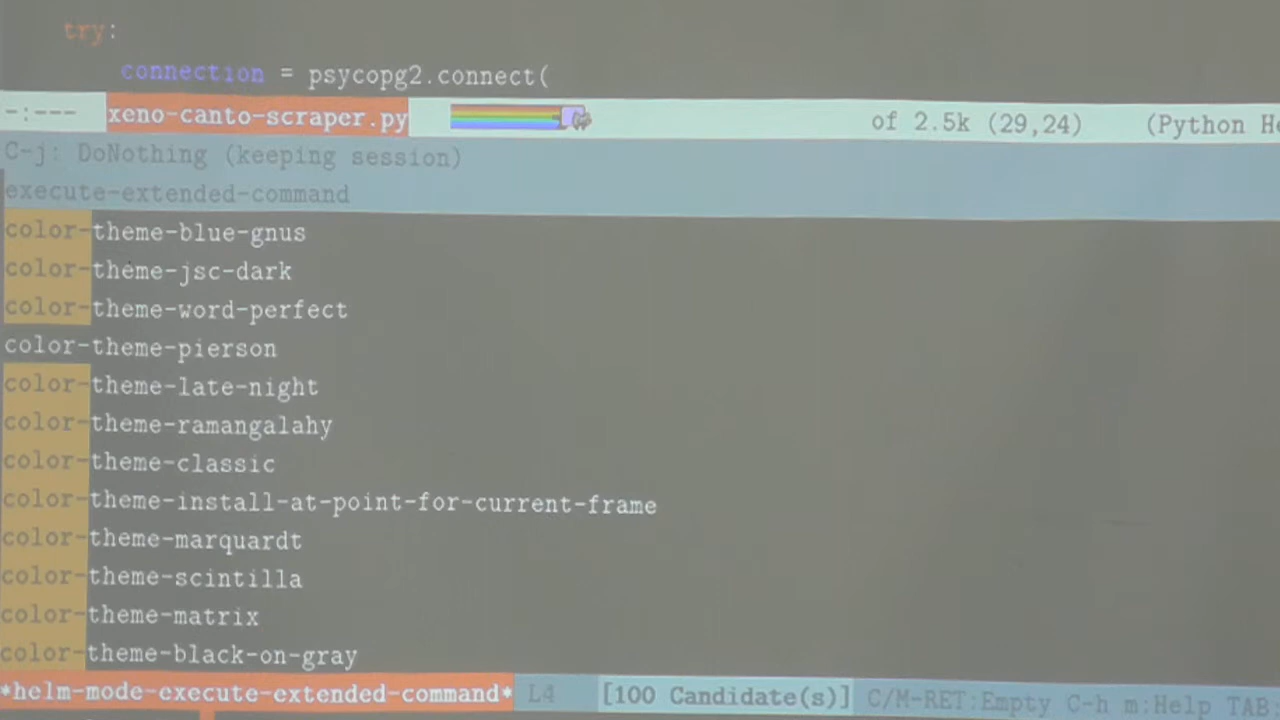 try:
connection = psycopg2.connect(
-:--- xeno-canto-scraper.py of 2.5k (29,24) (Python He
C-j: DoNothing (keeping session)
execute-extended-command
color-theme-blue-gnus
color-theme-jsc-dark
color-theme-word-perfect
color-theme-pierson
color-theme-late-night
color-theme-ramangalahy
color-theme-classic
color-theme-install-at-point-for-current-frame
color-theme-marquardt
color-theme-scintilla
color-theme-matrix
color-theme-black-on-gray
*helm-mode-execute-extended-command* L4 [100 Candidate(s)] C/M-RET:Empty C-h m:Help TAB: